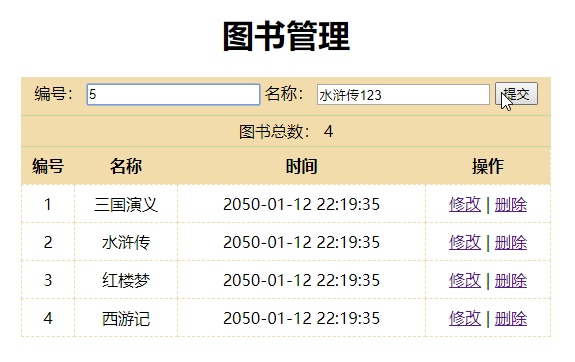 图书管理
编号： 5 名称： 水浒传123 提交
图书总数： 4
编号 名称 时间 操作
1 三国演义 2050-01-12 22:19:35 修改 | 删除
2 水浒传 2050-01-12 22:19:35 修改 | 删除
3 红楼梦 2050-01-12 22:19:35 修改 | 删除
4 西游记 2050-01-12 22:19:35 修改 | 删除